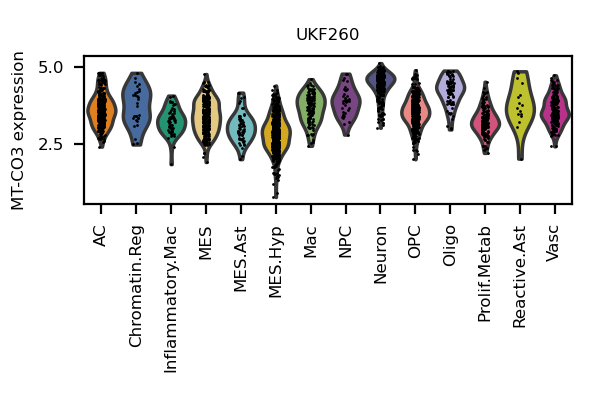 UKF260
MT-CO3 expression
5.0
2.5
AC
Chromatin.Reg
Inflammatory.Mac
MES
MES.Ast
MES.Hyp
Mac
NPC
Neuron
OPC
Oligo
Prolif.Metab
Reactive.Ast
Vasc